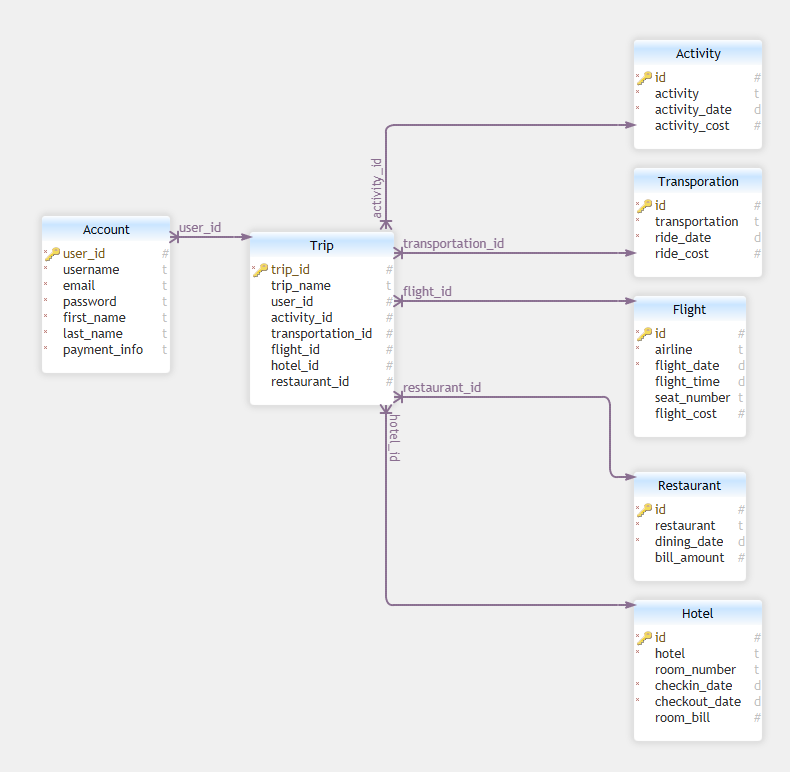 Account
user_id #
username t
email t
password t
first_name t
last_name t
payment_info t
user_id
Trip
trip_id #
trip_name t
user_id #
activity_id #
transportation_id #
flight_id #
hotel_id #
restaurant_id #
activity_id
transportation_id
flight_id
restaurant_id
hotel_id
Activity
id #
activity t
activity_date d
activity_cost #
Transporation
id #
transportation t
ride_date d
ride_cost #
Flight
id #
airline t
flight_date d
flight_time d
seat_number t
flight_cost #
Restaurant
id #
restaurant t
dining_date d
bill_amount #
Hotel
id #
hotel t
room_number t
checkin_date d
checkout_date d
room_bill #